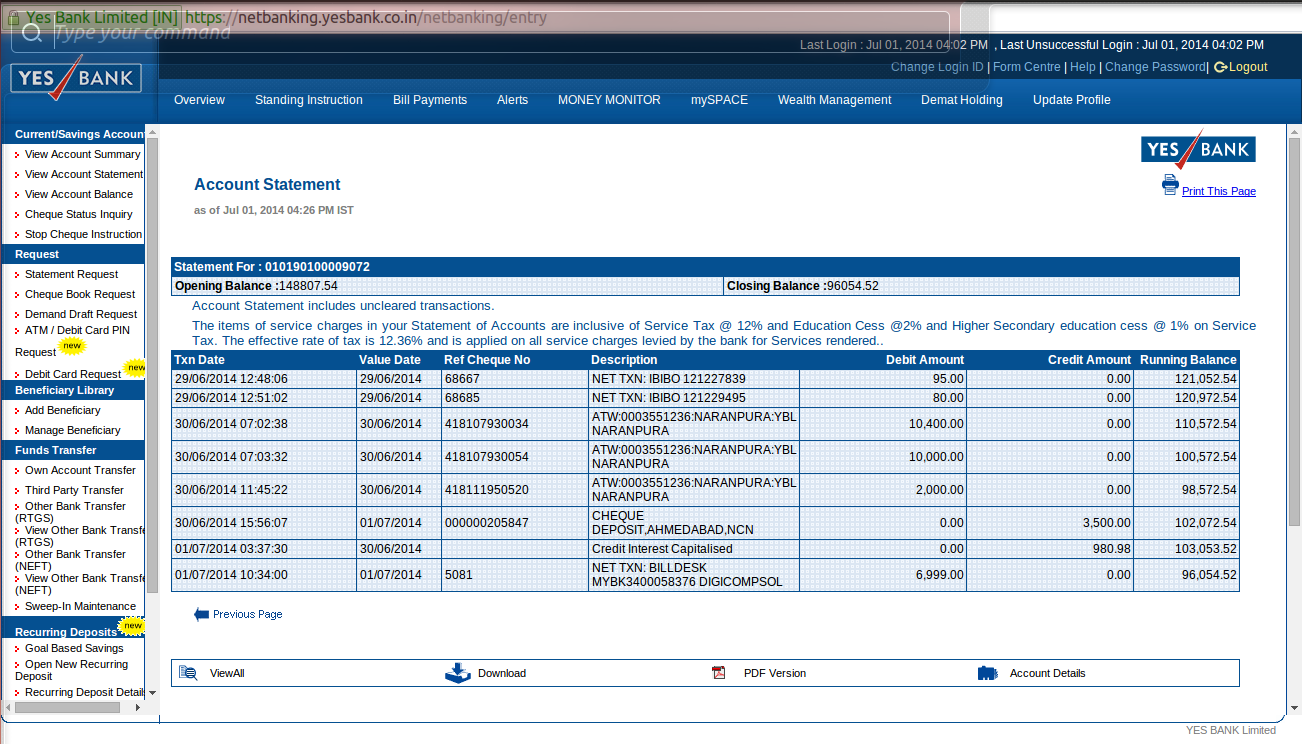 Yes Bank Limited [IN] https://netbanking.yesbank.co.in/netbanking/entry
Type your command
Last Login : Jul 01, 2014 04:02 PM , Last Unsuccessful Login : Jul 01, 2014 04:02 PM
Change Login ID | Form Centre | Help | Change Password| Logout
YES BANK
Overview Standing Instruction Bill Payments Alerts MONEY MONITOR mySPACE Wealth Management Demat Holding Update Profile
Current/Savings Accoun
View Account Summary
View Account Statement
View Account Balance
Cheque Status Inquiry
Stop Cheque Instruction
Request
Statement Request
Cheque Book Request
Demand Draft Request
ATM / Debit Card PIN
Request new
Debit Card Request new
Beneficiary Library
Add Beneficiary
Manage Beneficiary
Funds Transfer
Own Account Transfer
Third Party Transfer
Other Bank Transfer
(RTGS)
View Other Bank Transfe
(RTGS)
Other Bank Transfer
(NEFT)
View Other Bank Transfe
(NEFT)
Sweep-In Maintenance
Recurring Deposits new
Goal Based Savings
Open New Recurring
Deposit
Recurring Deposit Detail
YES BANK
Print This Page
Account Statement
as of Jul 01, 2014 04:26 PM IST
Statement For : 010190100009072
Opening Balance :148807.54 Closing Balance :96054.52
Account Statement includes uncleared transactions.
The items of service charges in your Statement of Accounts are inclusive of Service Tax @ 12% and Education Cess @2% and Higher Secondary education cess @ 1% on Service
Tax. The effective rate of tax is 12.36% and is applied on all service charges levied by the bank for Services rendered..
Txn Date Value Date Ref Cheque No Description Debit Amount Credit Amount Running Balance
29/06/2014 12:48:06 29/06/2014 68667 NET TXN: IBIBO 121227839 95.00 0.00 121,052.54
29/06/2014 12:51:02 29/06/2014 68685 NET TXN: IBIBO 121229495 80.00 0.00 120,972.54
30/06/2014 07:02:38 30/06/2014 418107930034 ATW:0003551236:NARANPURA:YBL
NARANPURA 10,400.00 0.00 110,572.54
30/06/2014 07:03:32 30/06/2014 418107930054 ATW:0003551236:NARANPURA:YBL
NARANPURA 10,000.00 0.00 100,572.54
30/06/2014 11:45:22 30/06/2014 418111950520 ATW:0003551236:NARANPURA:YBL
NARANPURA 2,000.00 0.00 98,572.54
30/06/2014 15:56:07 01/07/2014 000000205847 CHEQUE
DEPOSIT,AHMEDABAD,NCN 0.00 3,500.00 102,072.54
01/07/2014 03:37:30 30/06/2014 Credit Interest Capitalised 0.00 980.98 103,053.52
01/07/2014 10:34:00 01/07/2014 5081 NET TXN: BILLDESK
MYBK3400058376 DIGICOMPSOL 6,999.00 0.00 96,054.52
Previous Page
ViewAll Download PDF Version Account Details
YES BANK Limited